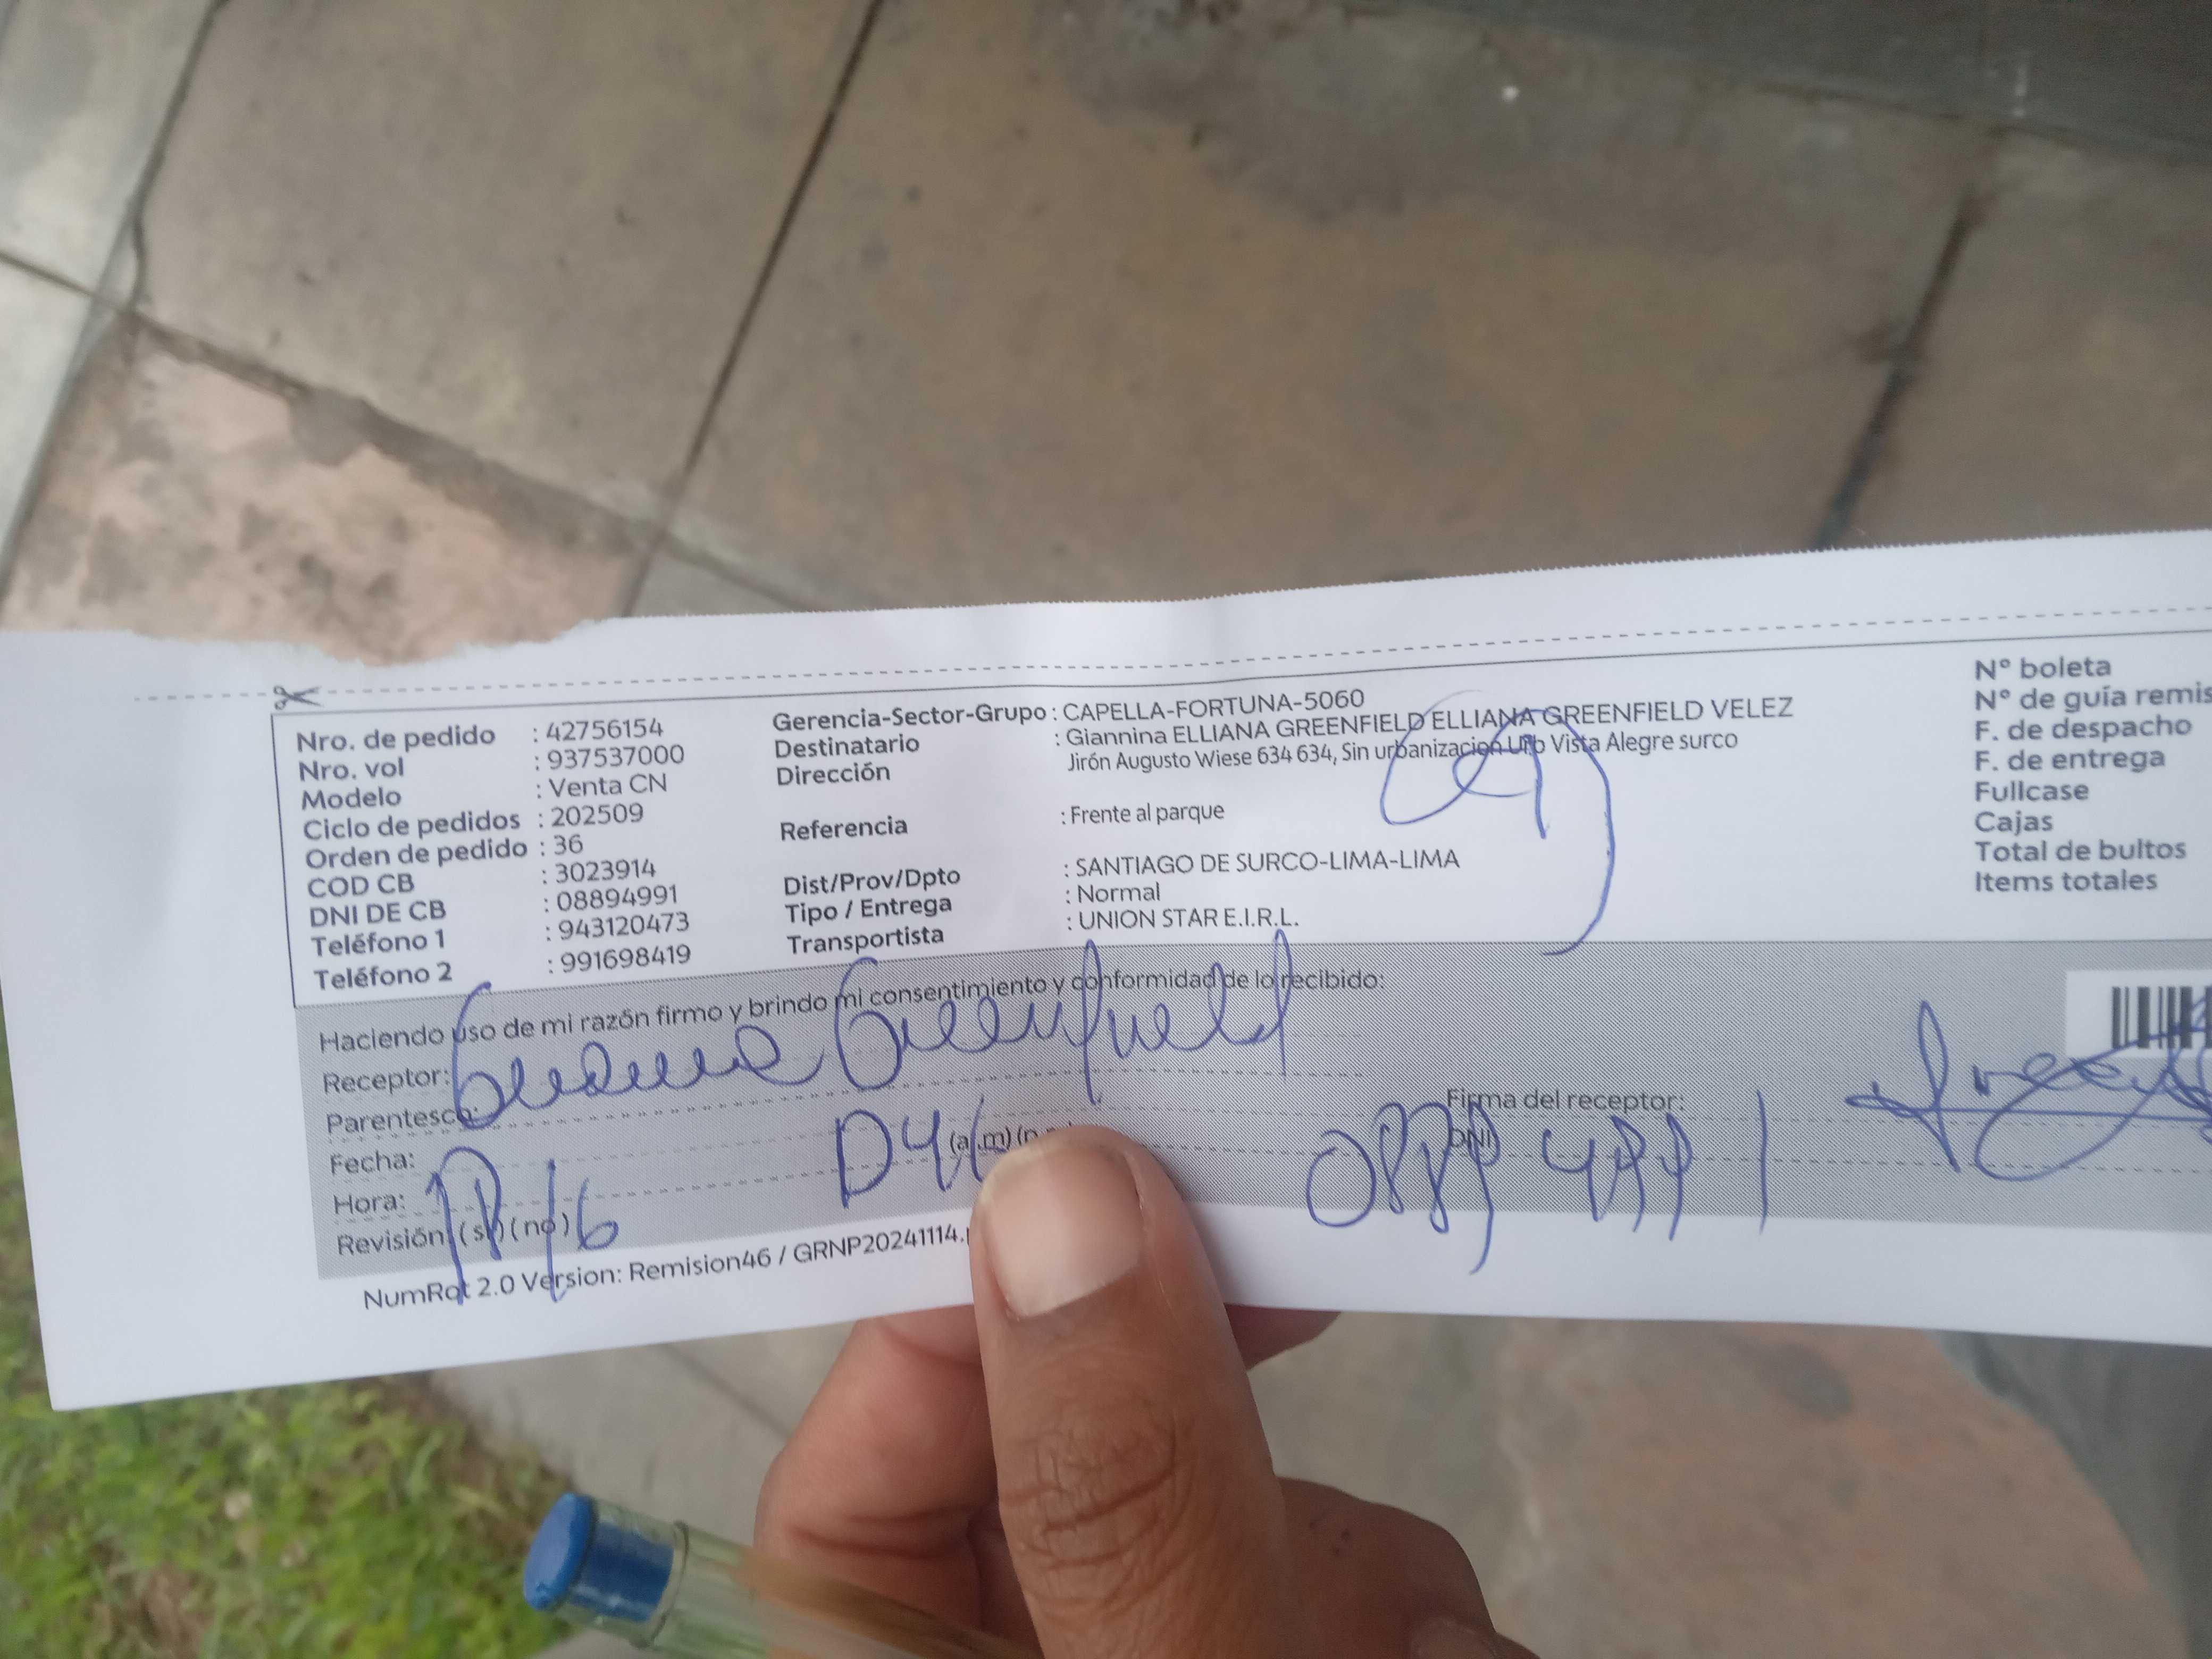 Nro. de pedido : 42756154
Nro. vol : 937537000
Modelo : Venta CN
Ciclo de pedidos : 202509
Orden de pedido : 36
COD CB : 3023914
DNI DE CB : 08894991
Teléfono 1 : 943120473
Teléfono 2 : 991698419
Gerencia-Sector-Grupo : CAPELLA-FORTUNA-5060
Destinatario : Giannina ELLIANA GREENFIELD ELLIANA GREENFIELD VELEZ
Dirección Jirón Augusto Wiese 634 634, Sin urbanizacion Urb Vista Alegre surco
Referencia : Frente al parque
Dist/Prov/Dpto : SANTIAGO DE SURCO-LIMA-LIMA
Tipo / Entrega : Normal
Transportista : UNION STAR E.I.R.L.
N° boleta
N° de guía remis
F. de despacho
F. de entrega
Fullcase
Cajas
Total de bultos
Items totales
Haciendo uso de mi razón firmo y brindo mi consentimiento y conformidad de lo recibido:
Receptor: Greenfield
Parentesco:
Fecha:
Hora: (a.m)
Revisión: (si) (no)
Firma del receptor:
DNI
NumRot 2.0 Version: Remision46 / GRNP20241114.